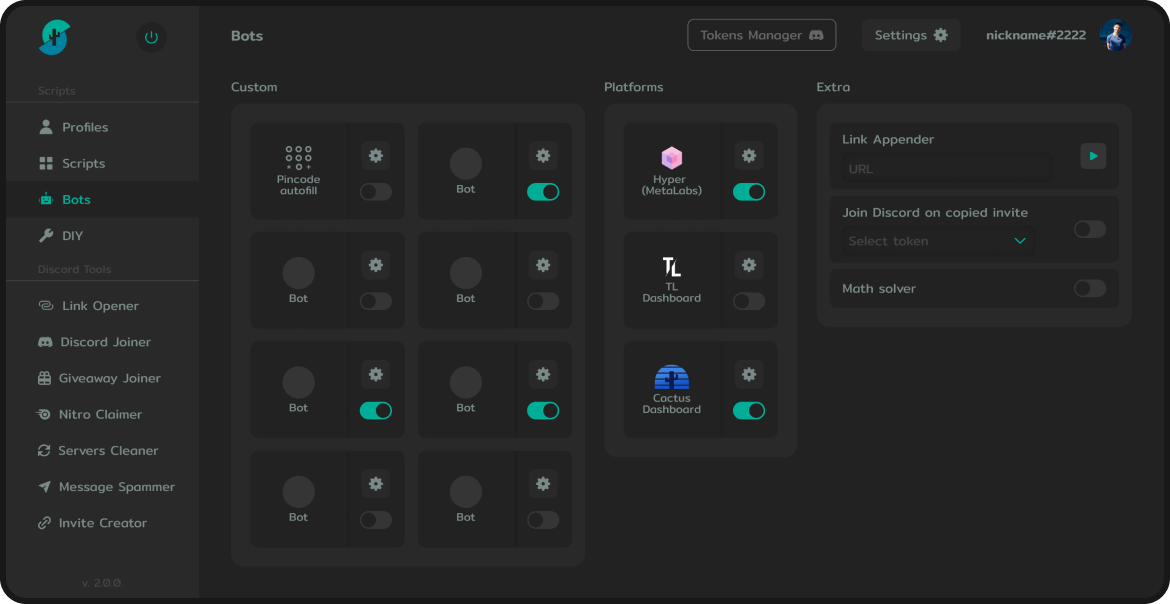 Bots
Tokens Manager
Settings
nickname#2222
Scripts
Profiles
Scripts
Bots
DIY
Discord Tools
Link Opener
Discord Joiner
Giveaway Joiner
Nitro Claimer
Servers Cleaner
Message Spammer
Invite Creator
v. 2.0.0
Custom
Pincode
autofill
Bot
Bot
Bot
Bot
Bot
Bot
Bot
Platforms
Hyper
(MetaLabs)
TL
TL
Dashboard
Cactus
Dashboard
Extra
Link Appender
URL
Join Discord on copied invite
Select token
Math solver